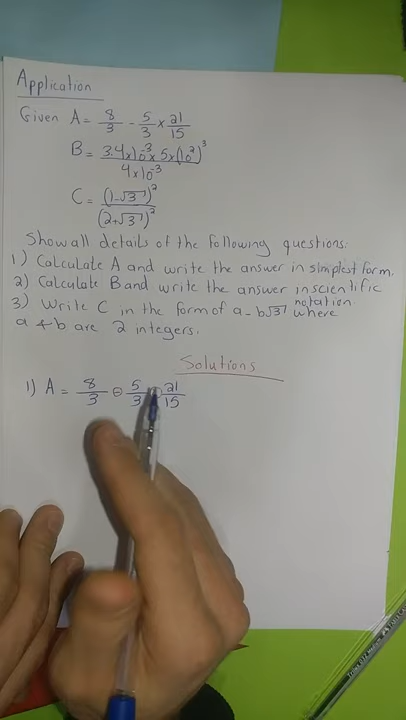 Application
Given A = 8/3 - 5/3 × 21/15
B = 3.4×10^-3 × 5×(10^2)^3 / 4×10^-3
C = (1-√3)^2 / (2+√3)^2
Show all details of the following questions:
1) Calculate A and write the answer in simplest form.
2) Calculate B and write the answer in scientific notation.
3) Write C in the form of a - b√3 where
a & b are 2 integers.
Solutions
1) A = 8/3 - 5/3 × 21/15